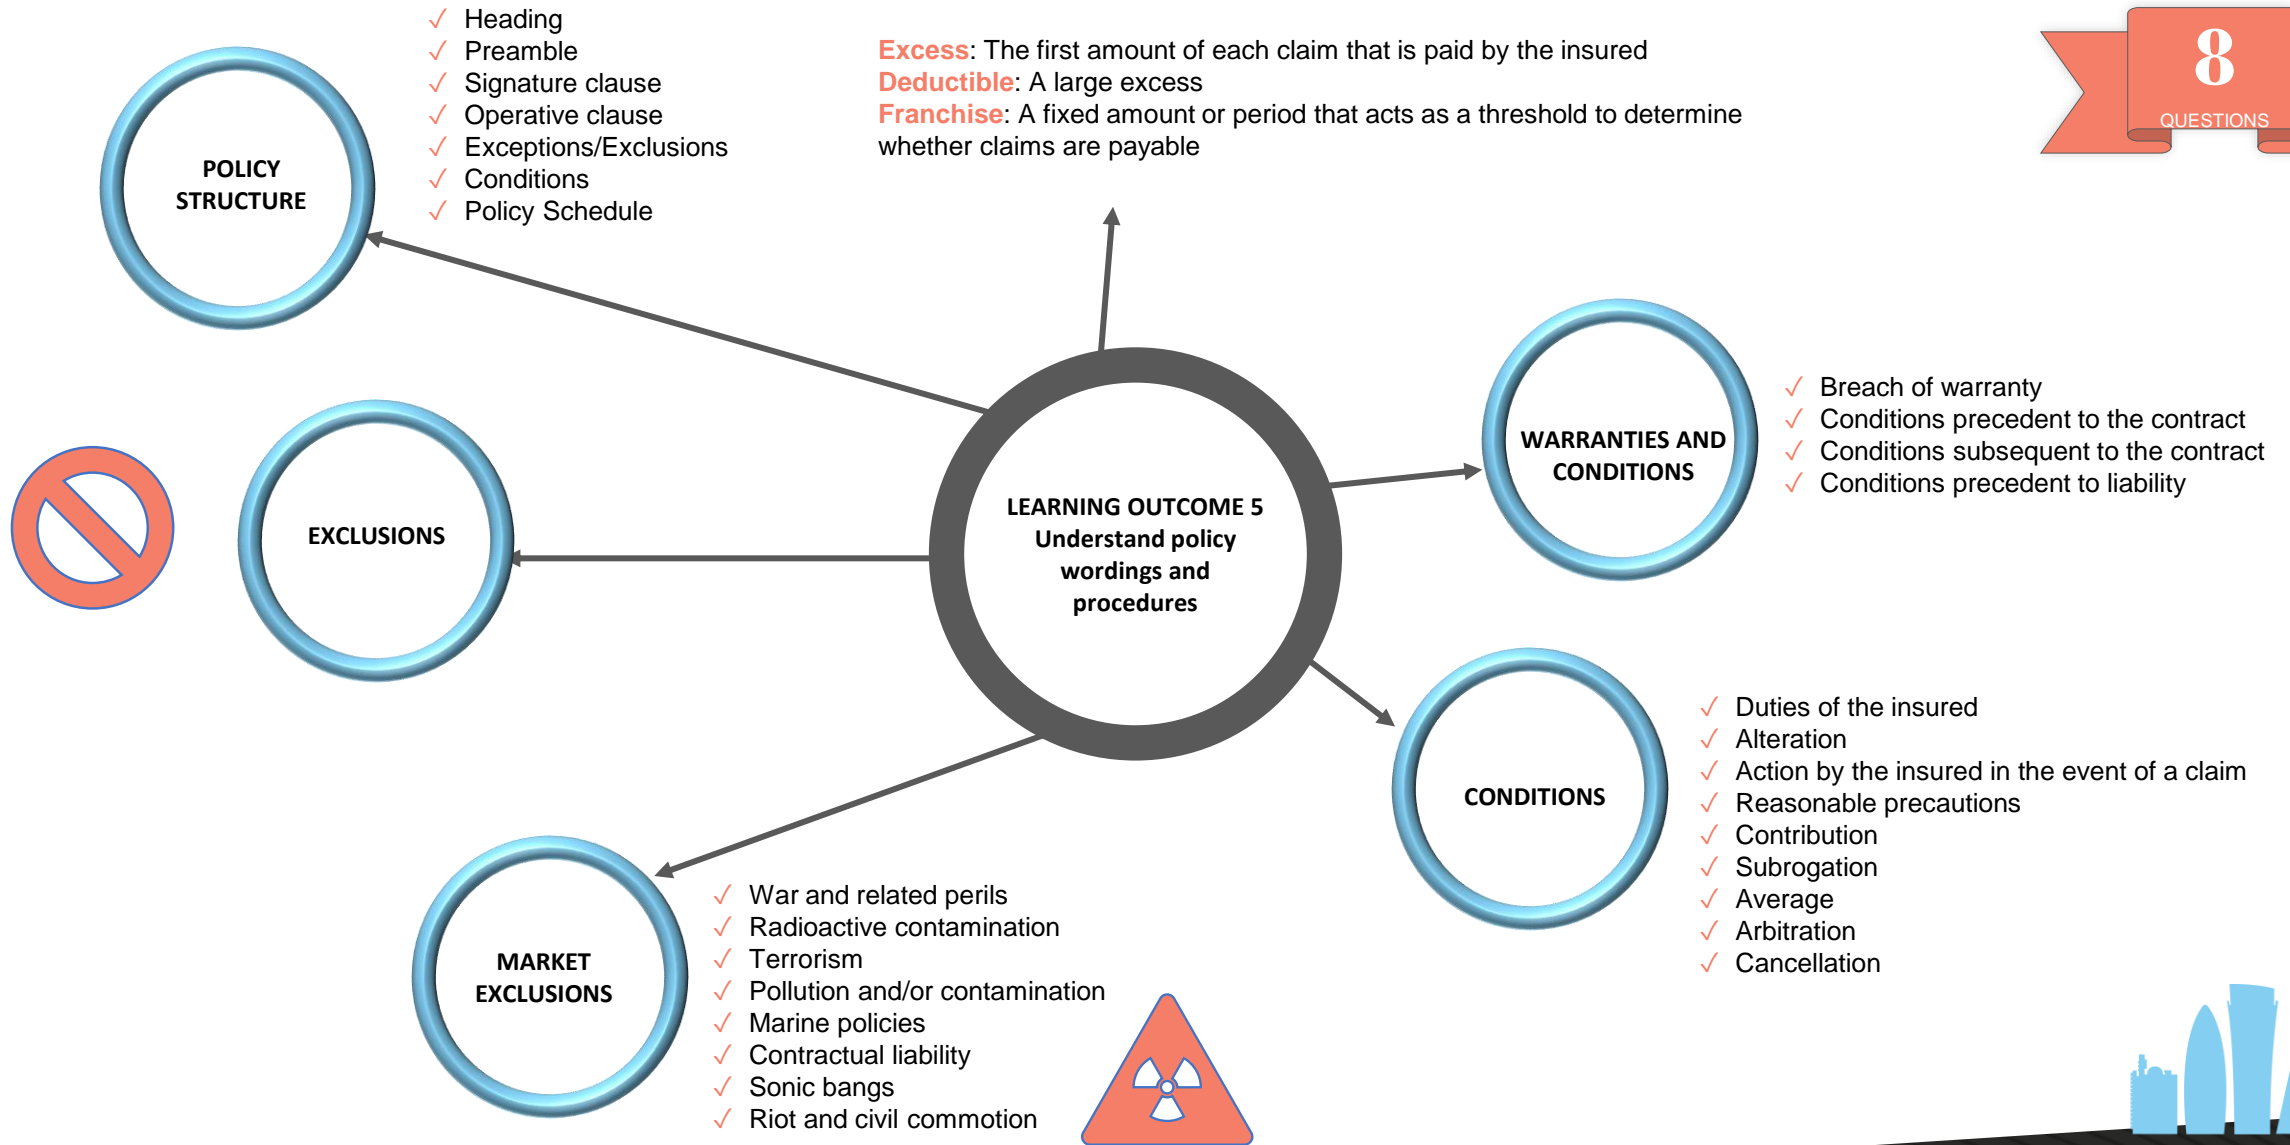 ✓ Heading
✓ Preamble
✓ Signature clause
✓ Operative clause
✓ Exceptions/Exclusions
✓ Conditions
✓ Policy Schedule
POLICY
STRUCTURE
Excess: The first amount of each claim that is paid by the insured
Deductible: A large excess
Franchise: A fixed amount or period that acts as a threshold to determine
whether claims are payable
8
QUESTIONS
EXCLUSIONS
LEARNING OUTCOME 5
Understand policy
wordings and
procedures
WARRANTIES AND
CONDITIONS
✓ Breach of warranty
✓ Conditions precedent to the contract
✓ Conditions subsequent to the contract
✓ Conditions precedent to liability
CONDITIONS
✓ Duties of the insured
✓ Alteration
✓ Action by the insured in the event of a claim
✓ Reasonable precautions
✓ Contribution
✓ Subrogation
✓ Average
✓ Arbitration
✓ Cancellation
MARKET
EXCLUSIONS
✓ War and related perils
✓ Radioactive contamination
✓ Terrorism
✓ Pollution and/or contamination
✓ Marine policies
✓ Contractual liability
✓ Sonic bangs
✓ Riot and civil commotion